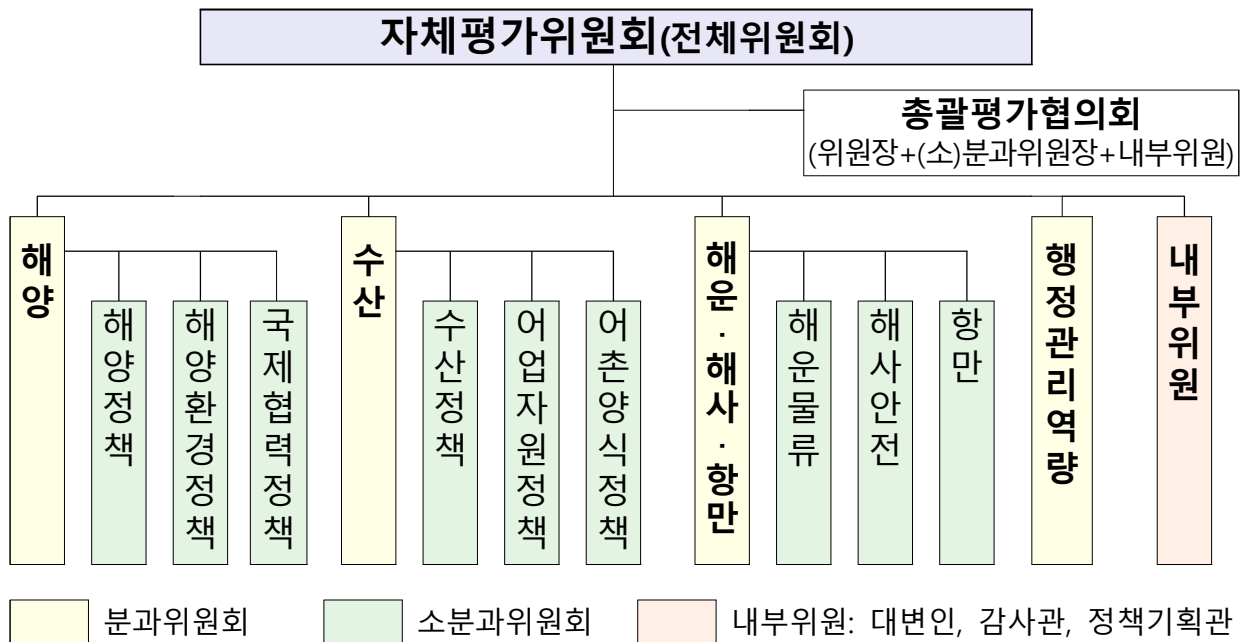 자체평가위원회(전체위원회)
총괄평가협의회
(위원장+(소)분과위원장+내부위원)
해양
해양정책
해양환경정책
국제협력정책
수산
수산정책
어업자원정책
어촌양식정책
해운·해사·항만
해운물류
해사안전
항만
행정관리역량
내부위원
분과위원회
소분과위원회
내부위원: 대변인, 감사관, 정책기획관